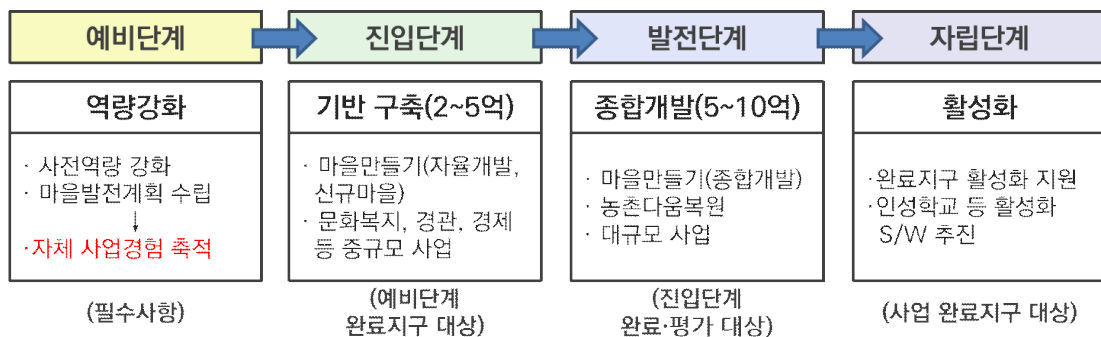 예비단계
진입단계
발전단계
자립단계
역량강화
· 사전역량 강화
· 마을발전계획 수립
·자체 사업경험 축적
(필수사항)
기반 구축(2~5억)
· 마을만들기(자율개발,
신규마을)
· 문화복지, 경관, 경제
등 중규모 사업
(예비단계
완료지구 대상)
종합개발(5~10억)
· 마을만들기(종합개발)
· 농촌다움복원
· 대규모 사업
(진입단계
완료·평가 대상)
활성화
·완료지구 활성화 지원
·인성학교 등 활성화
S/W 추진
(사업 완료지구 대상)